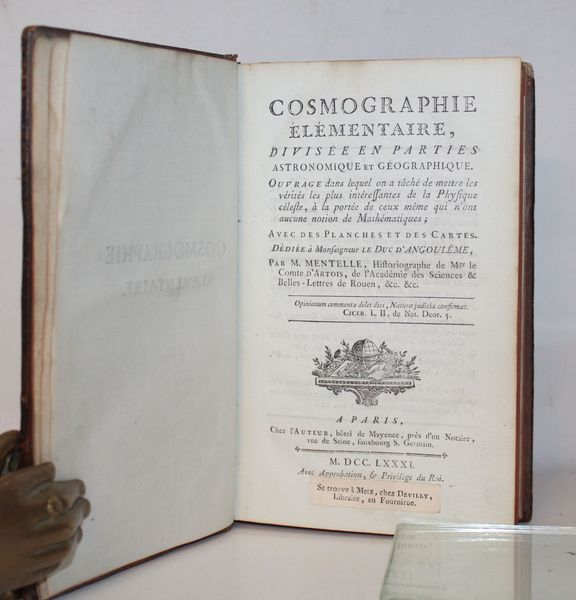 COSMOGRAPHIE
ÉLÉMENTAIRE,
DIVISÉE EN PARTIES
ASTRONOMIQUE ET GÉOGRAPHIQUE.
OUVRAGE dans lequel on a tâché de mettre les
vérités les plus intéreſſantes de la Phyſique
céleſte, à la portée de ceux même qui n'ont
aucune notion de Mathématiques ;
AVEC DES PLANCHES ET DES CARTES.
DÉDIÉE à Monſeigneur LE DUC D'ANGOULÊME,
PAR M. MENTELLE, Hiſtoriographe de Mgr le
Comte D'ARTOIS, de l'Académie des Sciences &
Belles-Lettres de Rouen, &c. &c.
Opinionum commenta delet dies, Naturæ judicia confirmat.
CICER. L. II, de Nat. Deor. 5.
A PARIS,
Chez l'AUTEUR, hôtel de Mayence, près d'un Notaire,
rue de Seine, fauxbourg S. Germain.
M. DCC. LXXXI.
Avec Approbation, & Privilége du Roi.
Se trouve à Metz, chez DEVILLY,
Libraire, en Fournirue.
COSMOGRAPHIE
ÉLÉMENTAIRE.